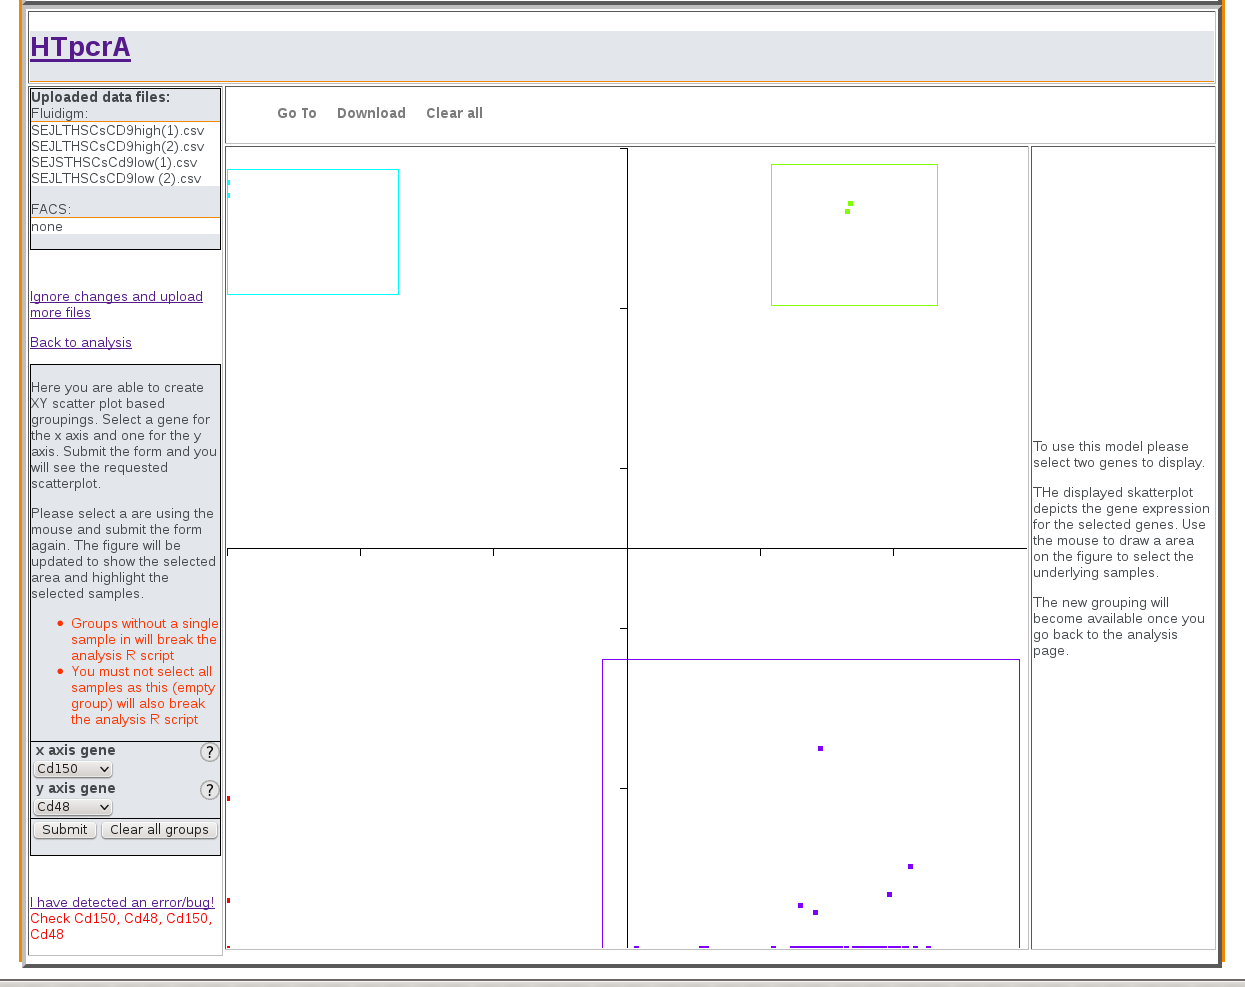 HTpcrA
Uploaded data files:
Fluidigm:
SEJLTHSCsCD9high(1).csv
SEJLTHSCsCD9high(2).csv
SEJSTHSCsCd9low(1).csv
SEJLTHSCsCD9low (2).csv
FACS:
none
Ignore changes and upload
more files
Back to analysis
Here you are able to create
XY scatter plot based
groupings. Select a gene for
the x axis and one for the y
axis. Submit the form and you
will see the requested
scatterplot.
Please select a are using the
mouse and submit the form
again. The figure will be
updated to show the selected
area and highlight the
selected samples.
• Groups without a single
sample in will break the
analysis R script
• You must not select all
samples as this (empty
group) will also break
the analysis R script
x axis gene ?
Cd150
y axis gene ?
Cd48
Submit Clear all groups
I have detected an error/bug!
Check Cd150, Cd48, Cd150,
Cd48
Go To Download Clear all
To use this model please
select two genes to display.
THe displayed skatterplot
depicts the gene expression
for the selected genes. Use
the mouse to draw a area
on the figure to select the
underlying samples.
The new grouping will
become available once you
go back to the analysis
page.